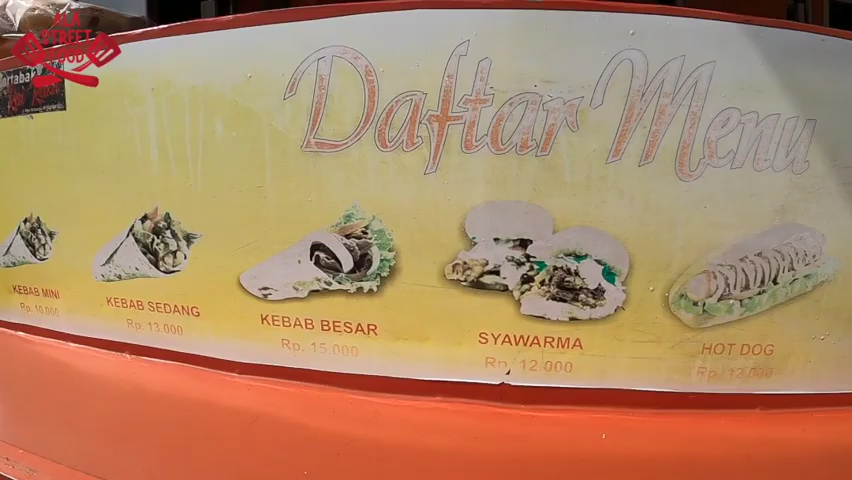 ALA
STREET
FOOD
Daftar Menu
KEBAB MINI
Rp. 10.000
KEBAB SEDANG
Rp. 13.000
KEBAB BESAR
Rp. 15.000
SYAWARMA
Rp. 12.000
HOT DOG
Rp. 12.000